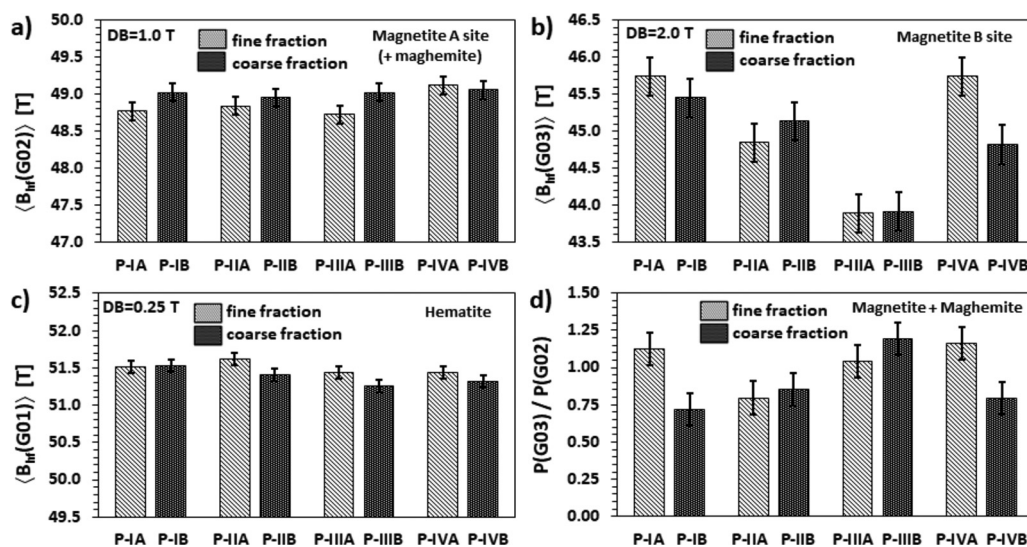 a)
DB=1.0 T
fine fraction
coarse fraction
Magnetite A site
(+ maghemite)
⟨Bhf(G02)⟩ [T]
50.0
49.0
48.0
47.0
P-IA P-IB P-IIA P-IIB P-IIIA P-IIIB P-IVA P-IVB
b)
DB=2.0 T
fine fraction
coarse fraction
Magnetite B site
⟨Bhf(G03)⟩ [T]
46.5
46.0
45.5
45.0
44.5
44.0
43.5
P-IA P-IB P-IIA P-IIB P-IIIA P-IIIB P-IVA P-IVB
c)
DB=0.25 T
fine fraction
coarse fraction
Hematite
⟨Bhf(G01)⟩ [T]
52.5
52.0
51.5
51.0
50.5
50.0
49.5
P-IA P-IB P-IIA P-IIB P-IIIA P-IIIB P-IVA P-IVB
d)
fine fraction
coarse fraction
Magnetite + Maghemite
P(G03) / P(G02)
1.50
1.25
1.00
0.75
0.50
0.25
0.00
P-IA P-IB P-IIA P-IIB P-IIIA P-IIIB P-IVA P-IVB